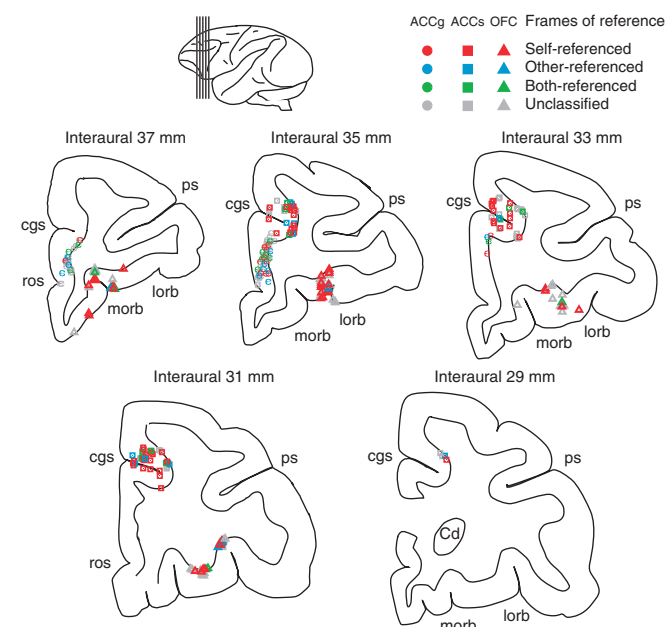 ACCg ACCs OFC Frames of reference
Self-referenced
Other-referenced
Both-referenced
Unclassified
Interaural 37 mm
Interaural 35 mm
Interaural 33 mm
ps
cgs
ros
morb
lorb
ps
cgs
morb
lorb
ps
cgs
morb
lorb
Interaural 31 mm
Interaural 29 mm
cgs
ps
ros
cgs
ps
Cd
morb
lorb